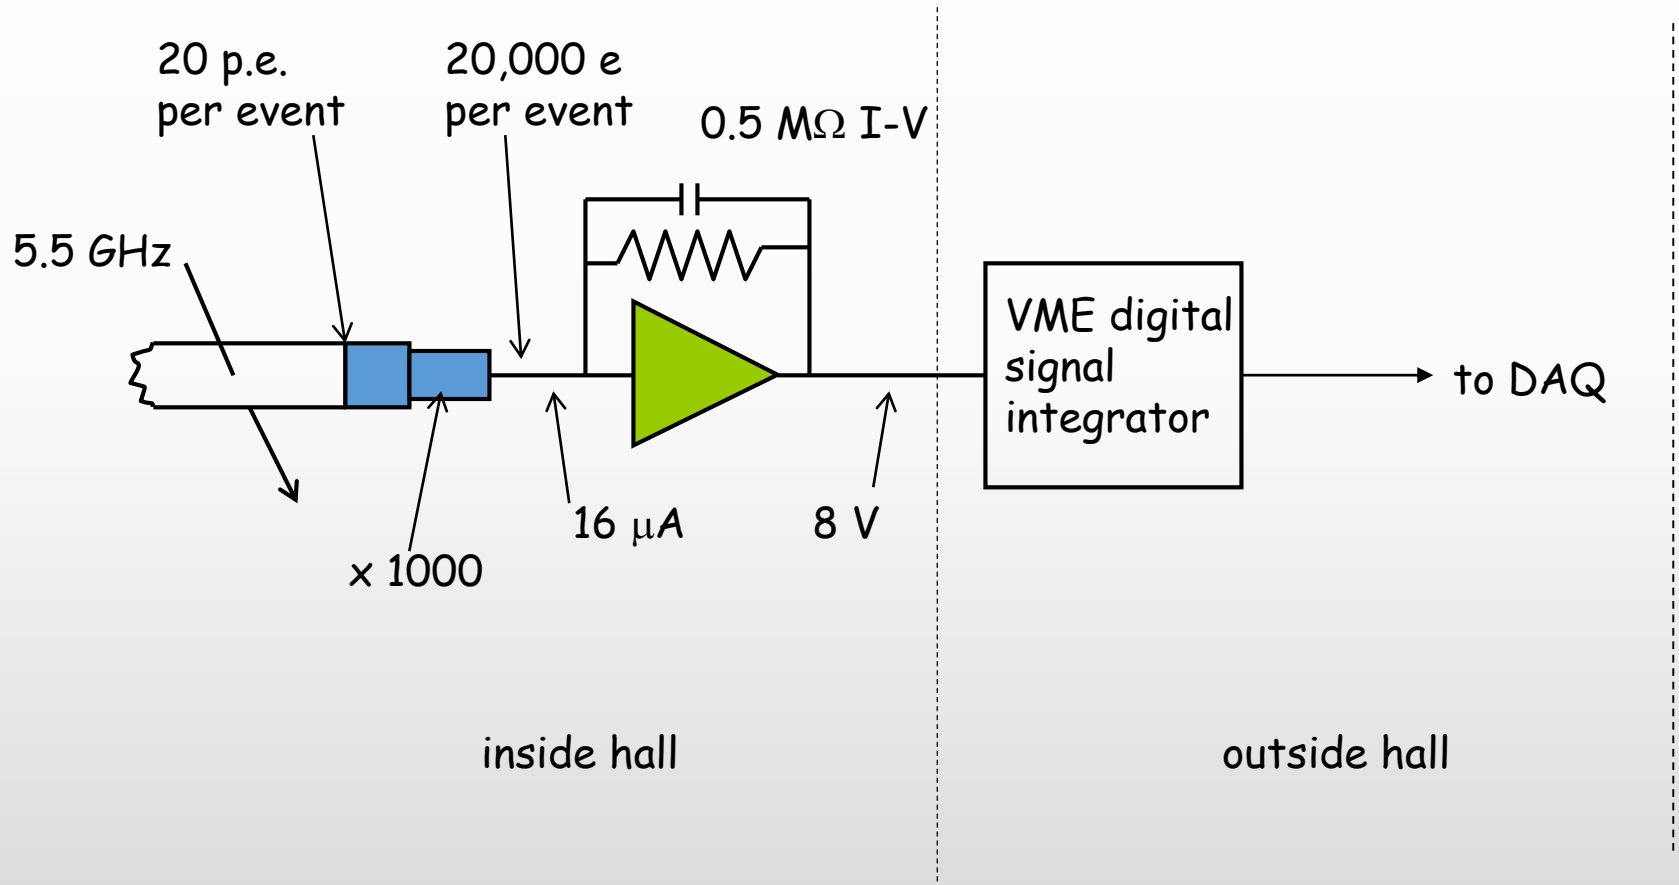 20 p.e.
per event
20,000 e
per event
0.5 MΩ I-V
5.5 GHz
VME digital
signal
integrator
to DAQ
16 μA
8 V
x 1000
inside hall
outside hall